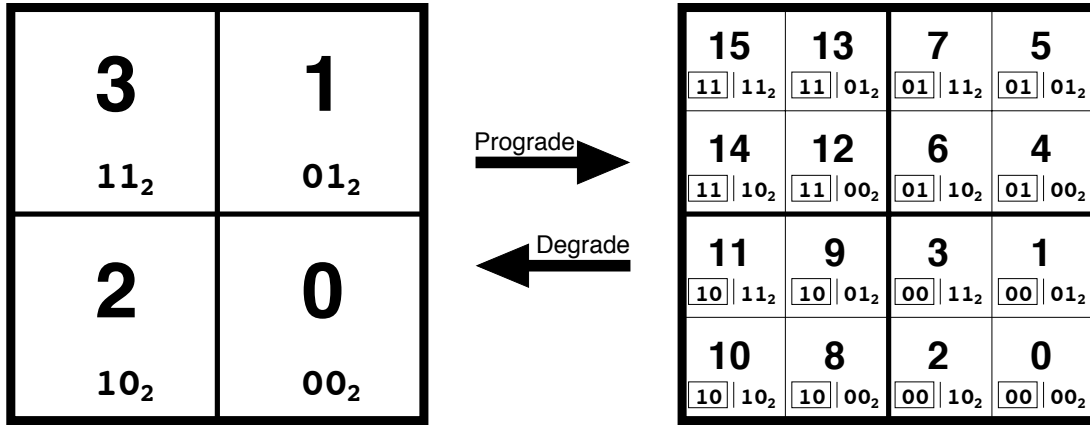 3 1
11₂ 01₂
2 0
10₂ 00₂
Prograde
Degrade
15 13 7 5
11|11₂ 11|01₂ 01|11₂ 01|01₂
14 12 6 4
11|10₂ 11|00₂ 01|10₂ 01|00₂
11 9 3 1
10|11₂ 10|01₂ 00|11₂ 00|01₂
10 8 2 0
10|10₂ 10|00₂ 00|10₂ 00|00₂